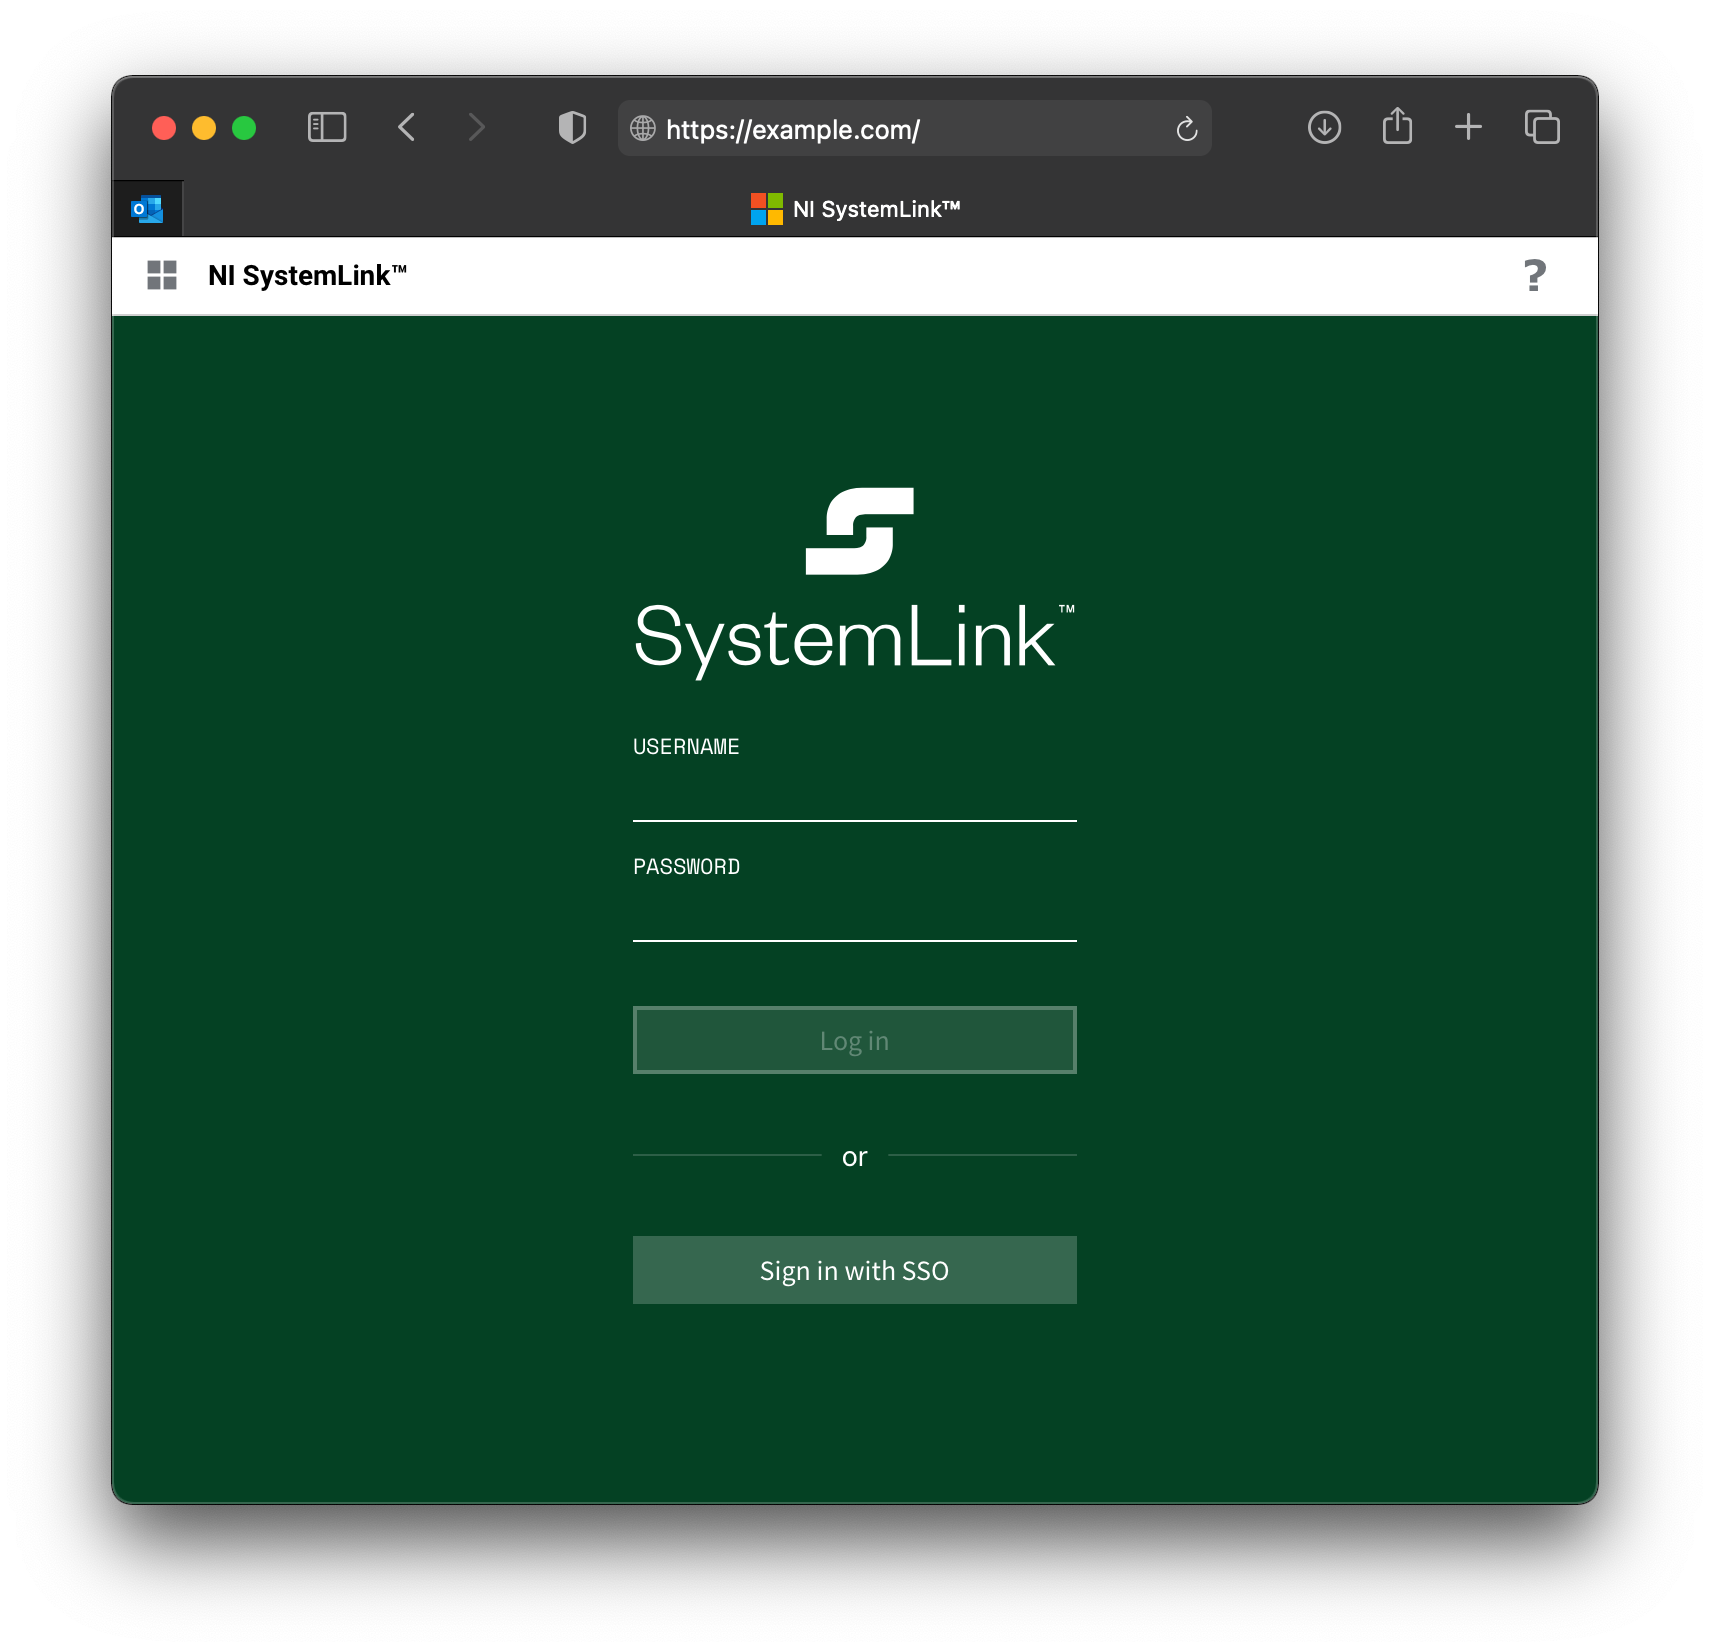 https://example.com/
NI SystemLink™
NI SystemLink™
?
SystemLink™
USERNAME
PASSWORD
Log in
or
Sign in with SSO